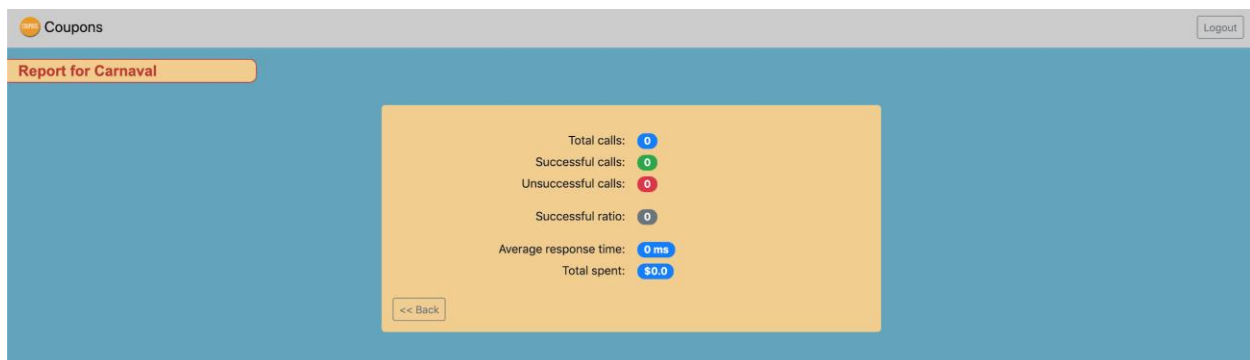 Coupons
Logout
Report for Carnaval
Total calls: 0
Successful calls: 0
Unsuccessful calls: 0
Successful ratio: 0
Average response time: 0 ms
Total spent: $0.0
<< Back